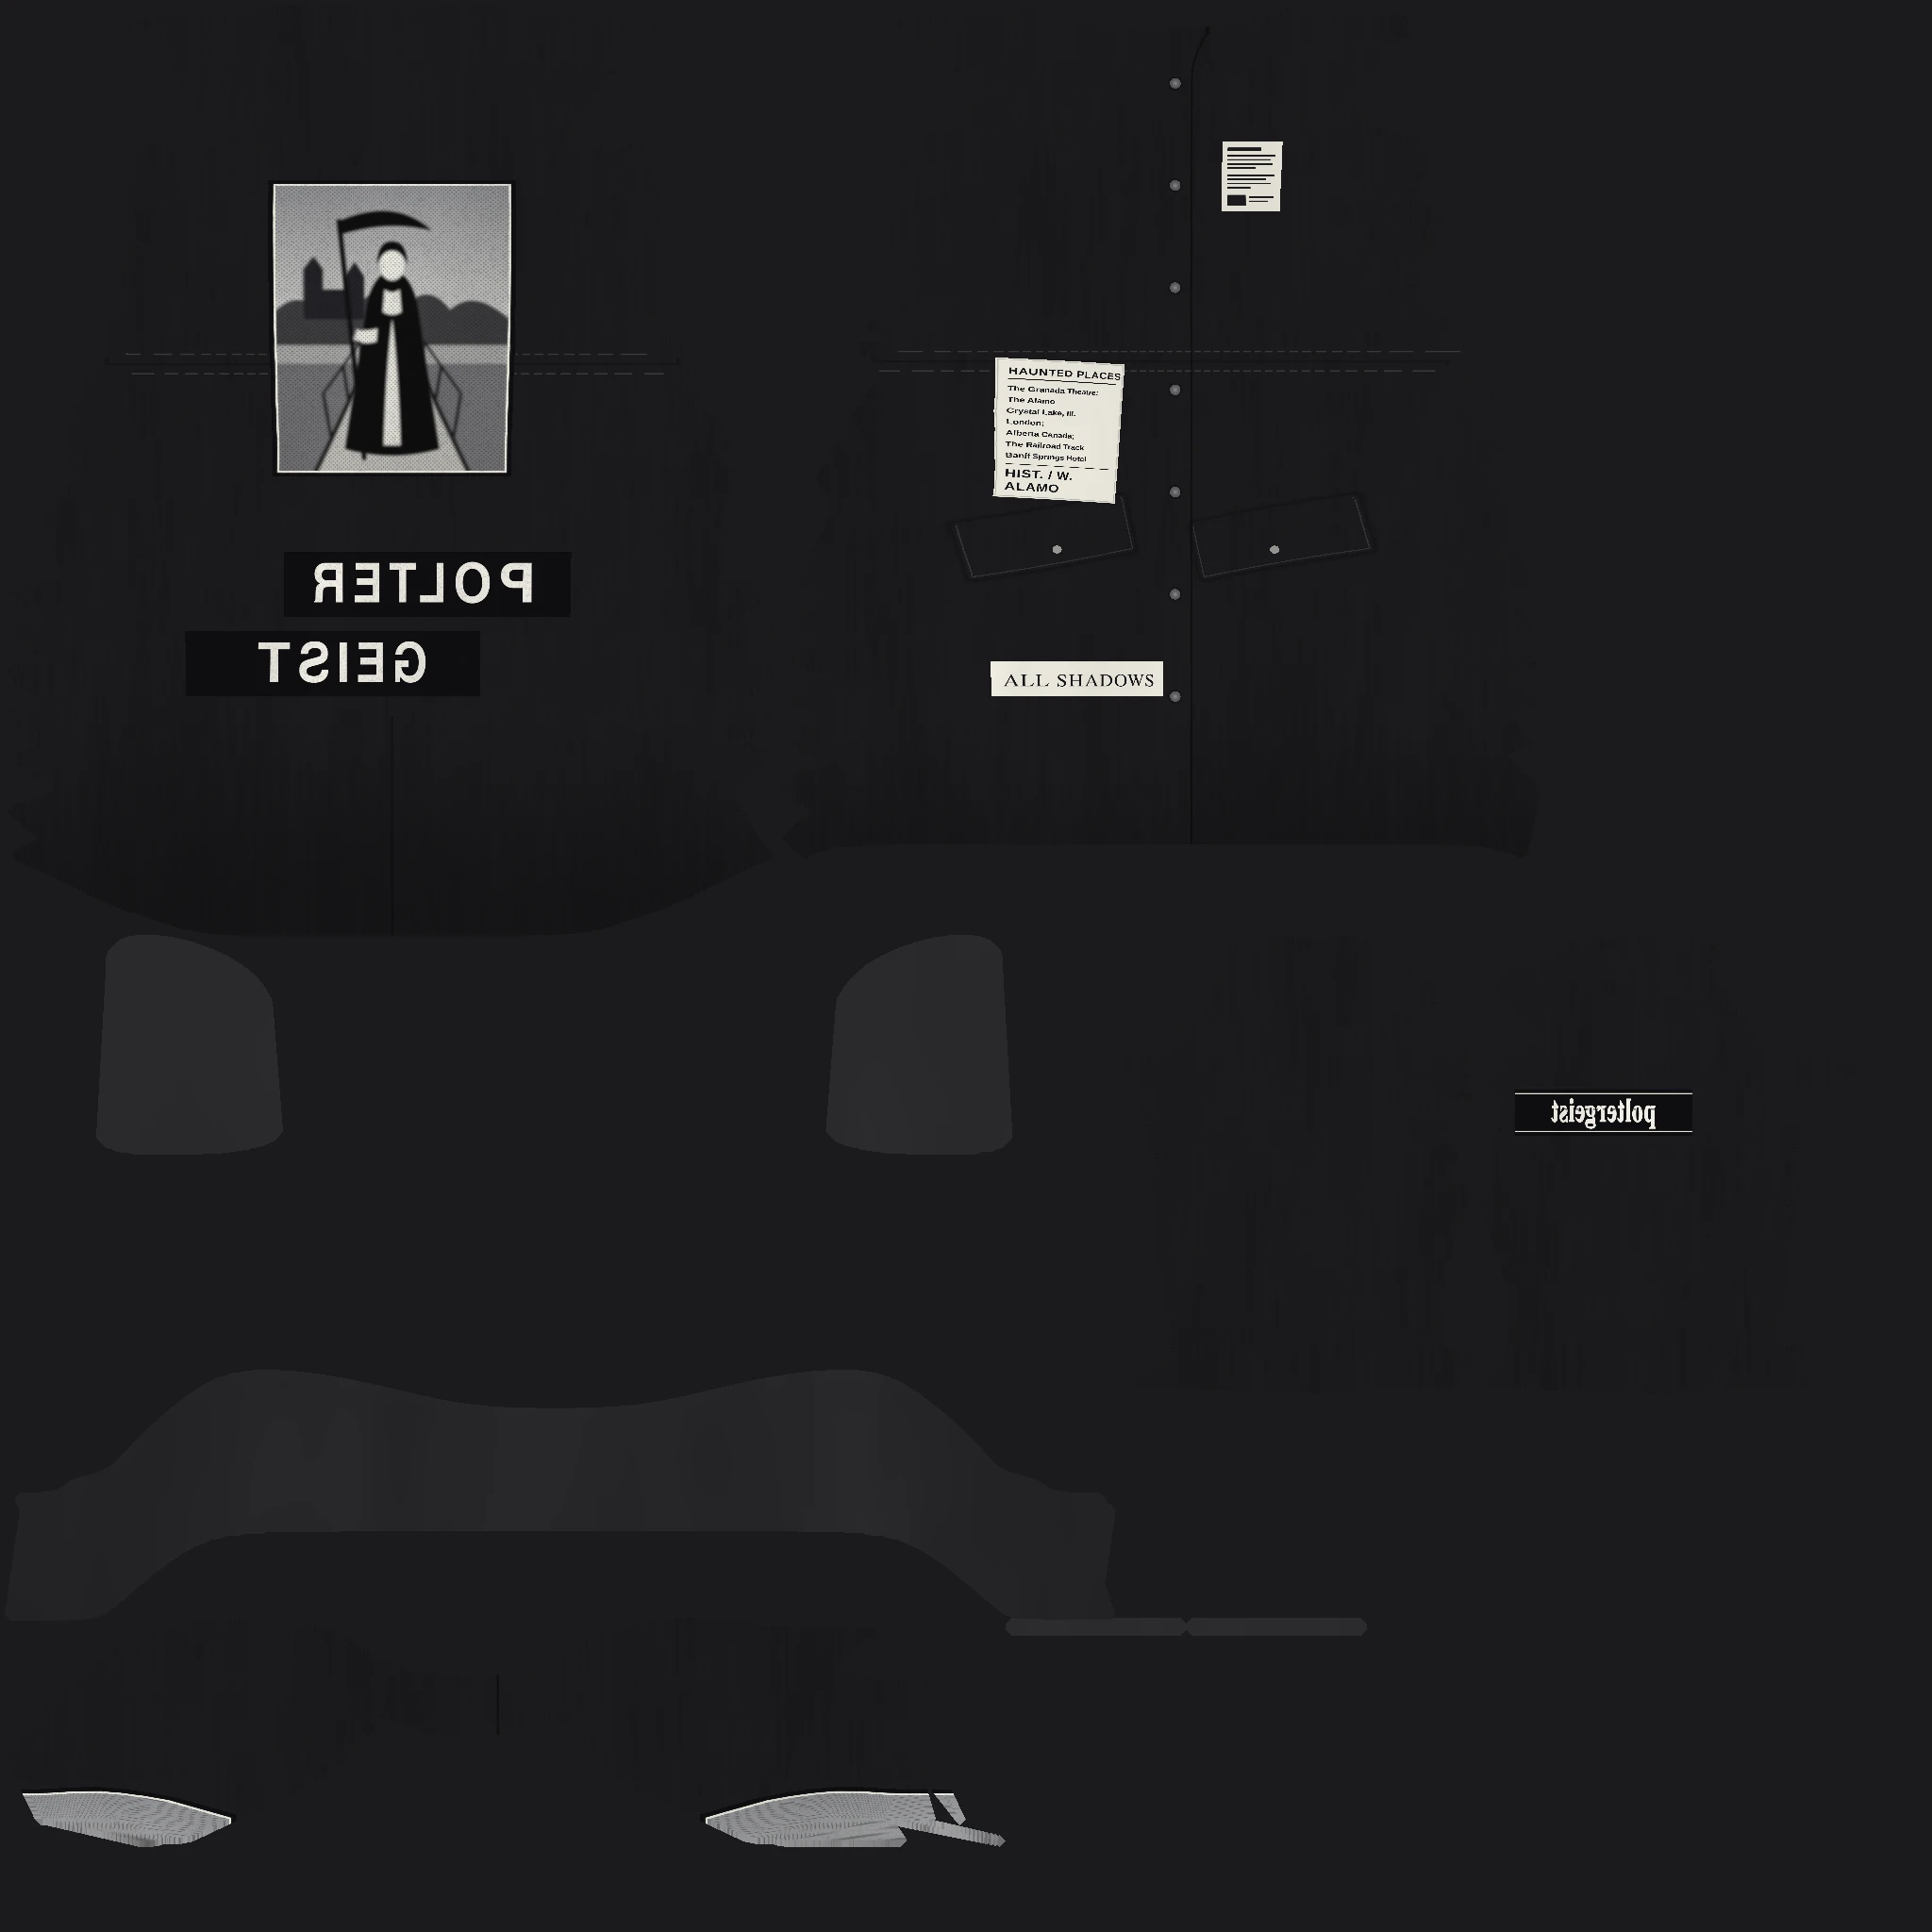 POLTER
GEIST
HAUNTED PLACES
The Granada Theatre;
The Alamo
Crystal Lake, Ill.
London;
Alberta Canada;
The Railroad Track
Banff Springs Hotel
HIST. / W.
ALAMO
ALL SHADOWS
poltergeist